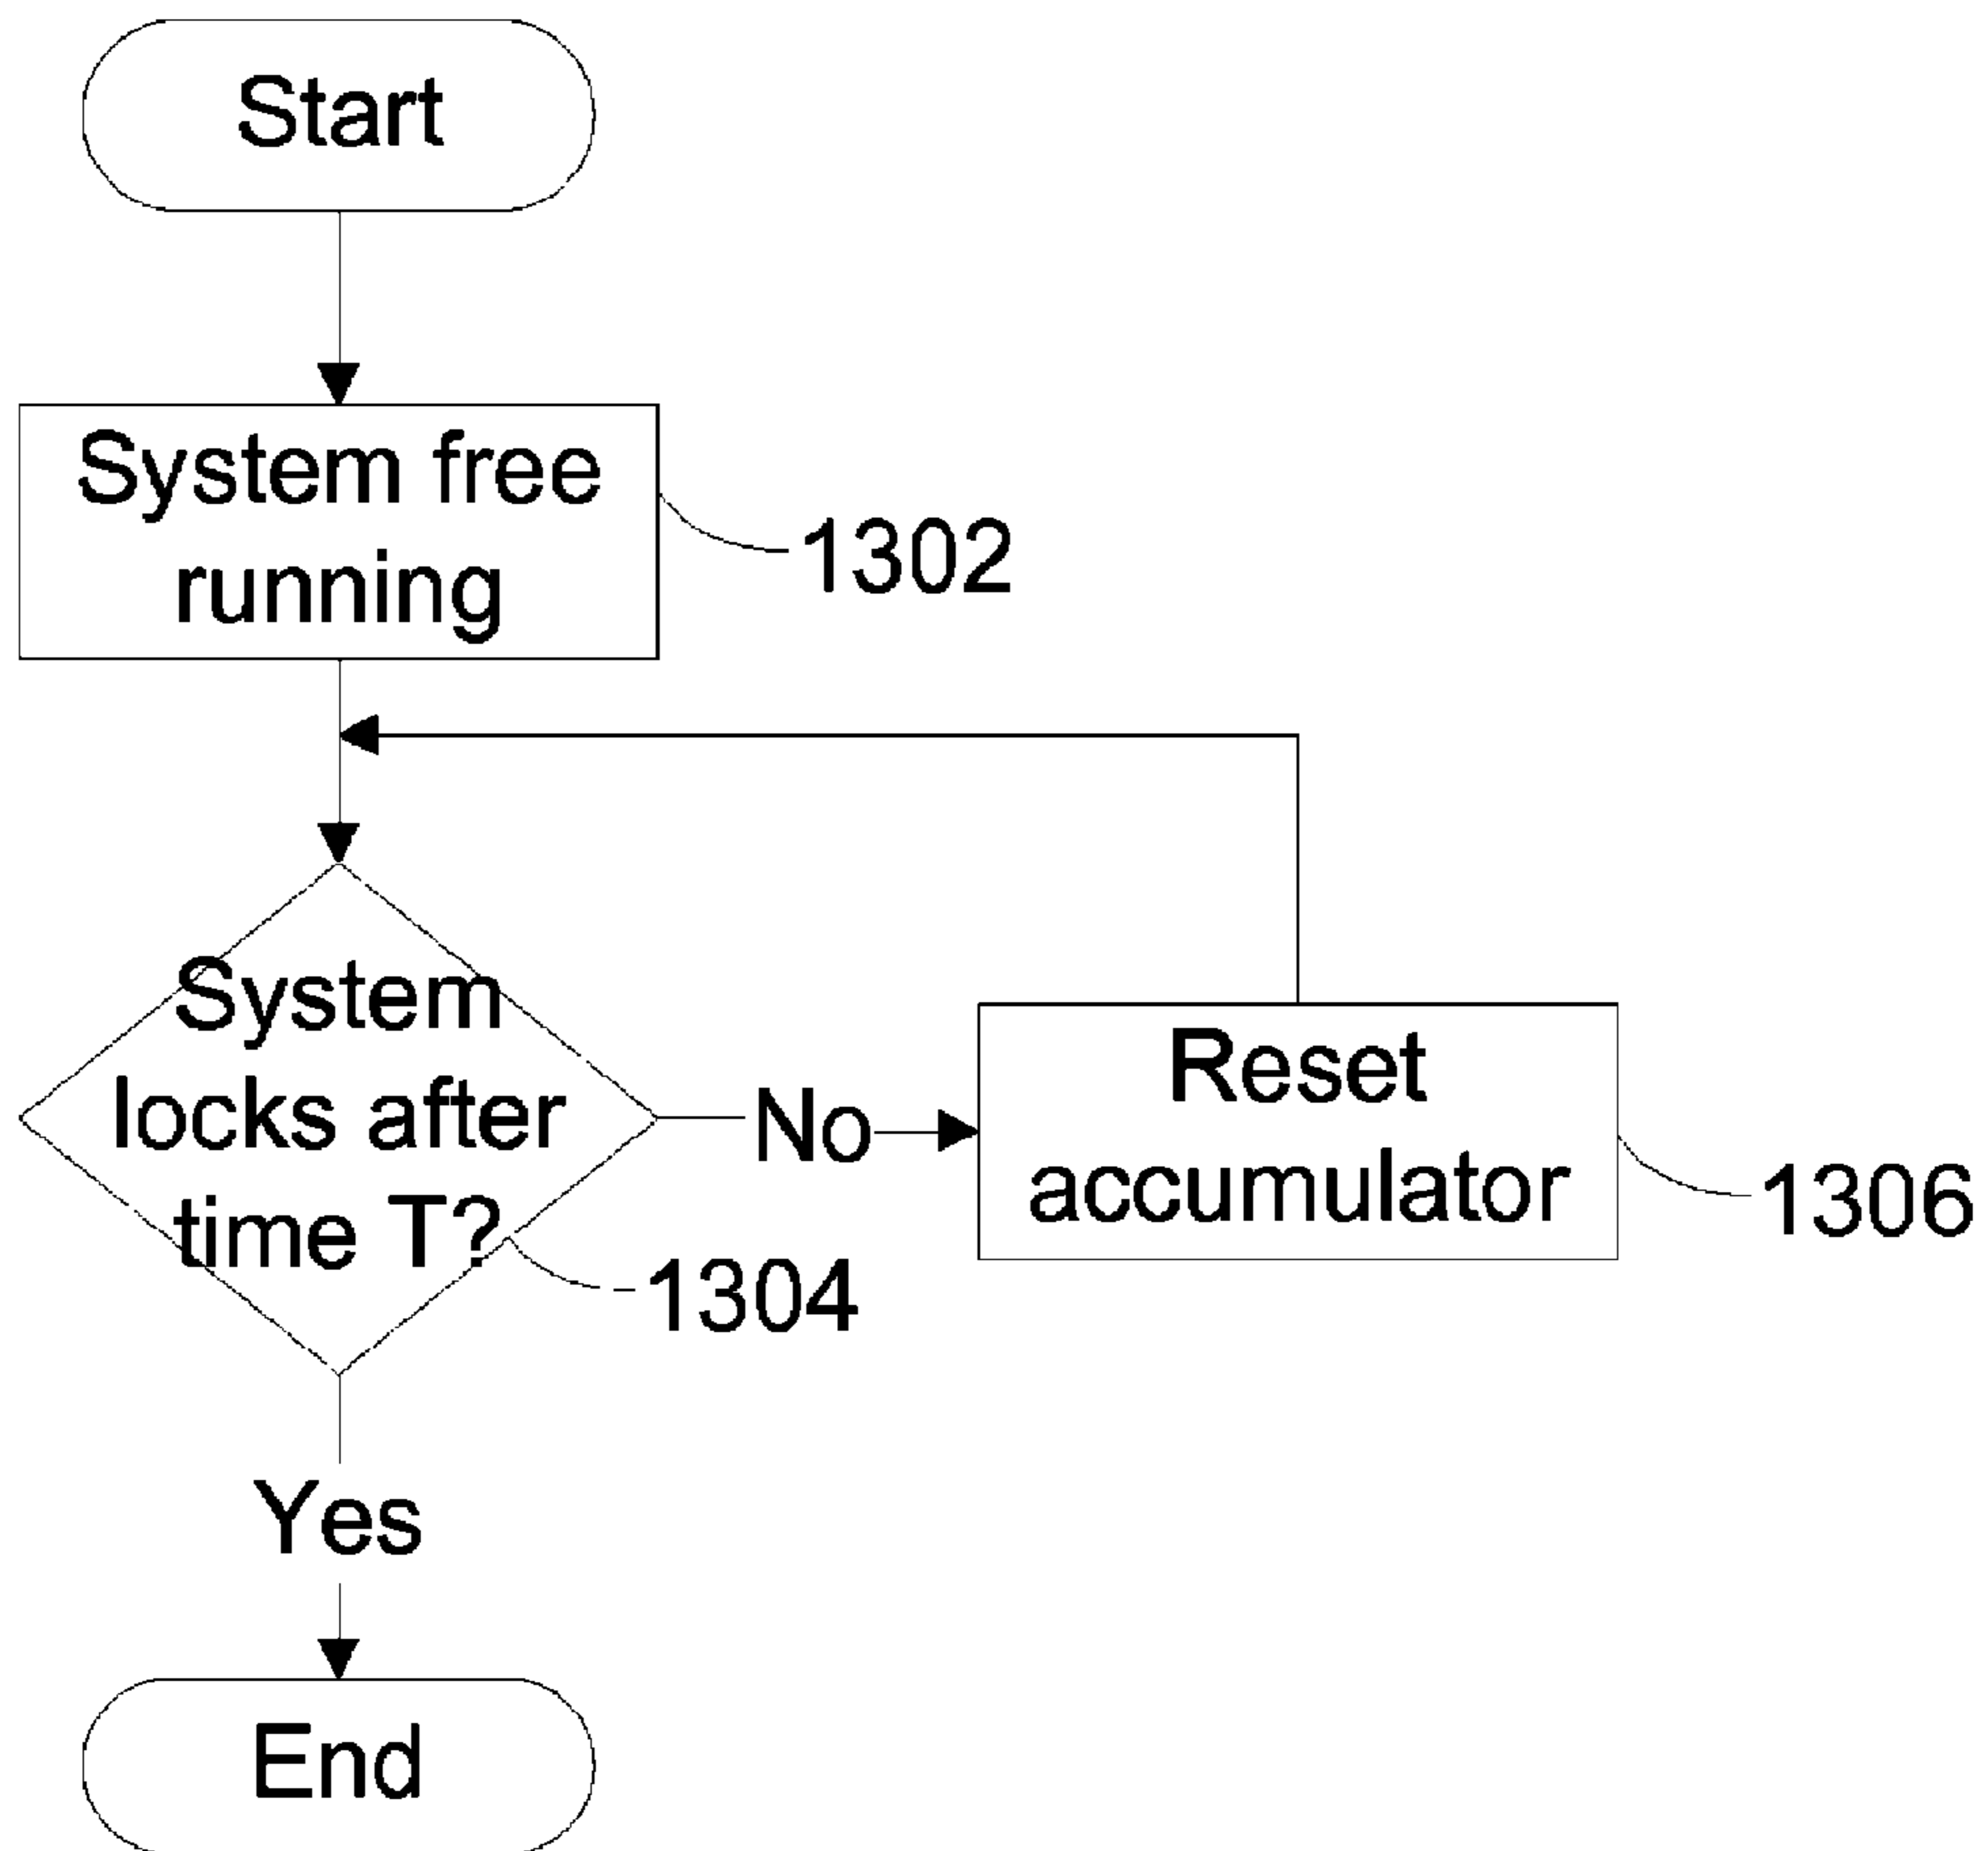 Start
System free
running
1302
System
locks after
time T?
1304
No
Reset
accumulator
1306
Yes
End